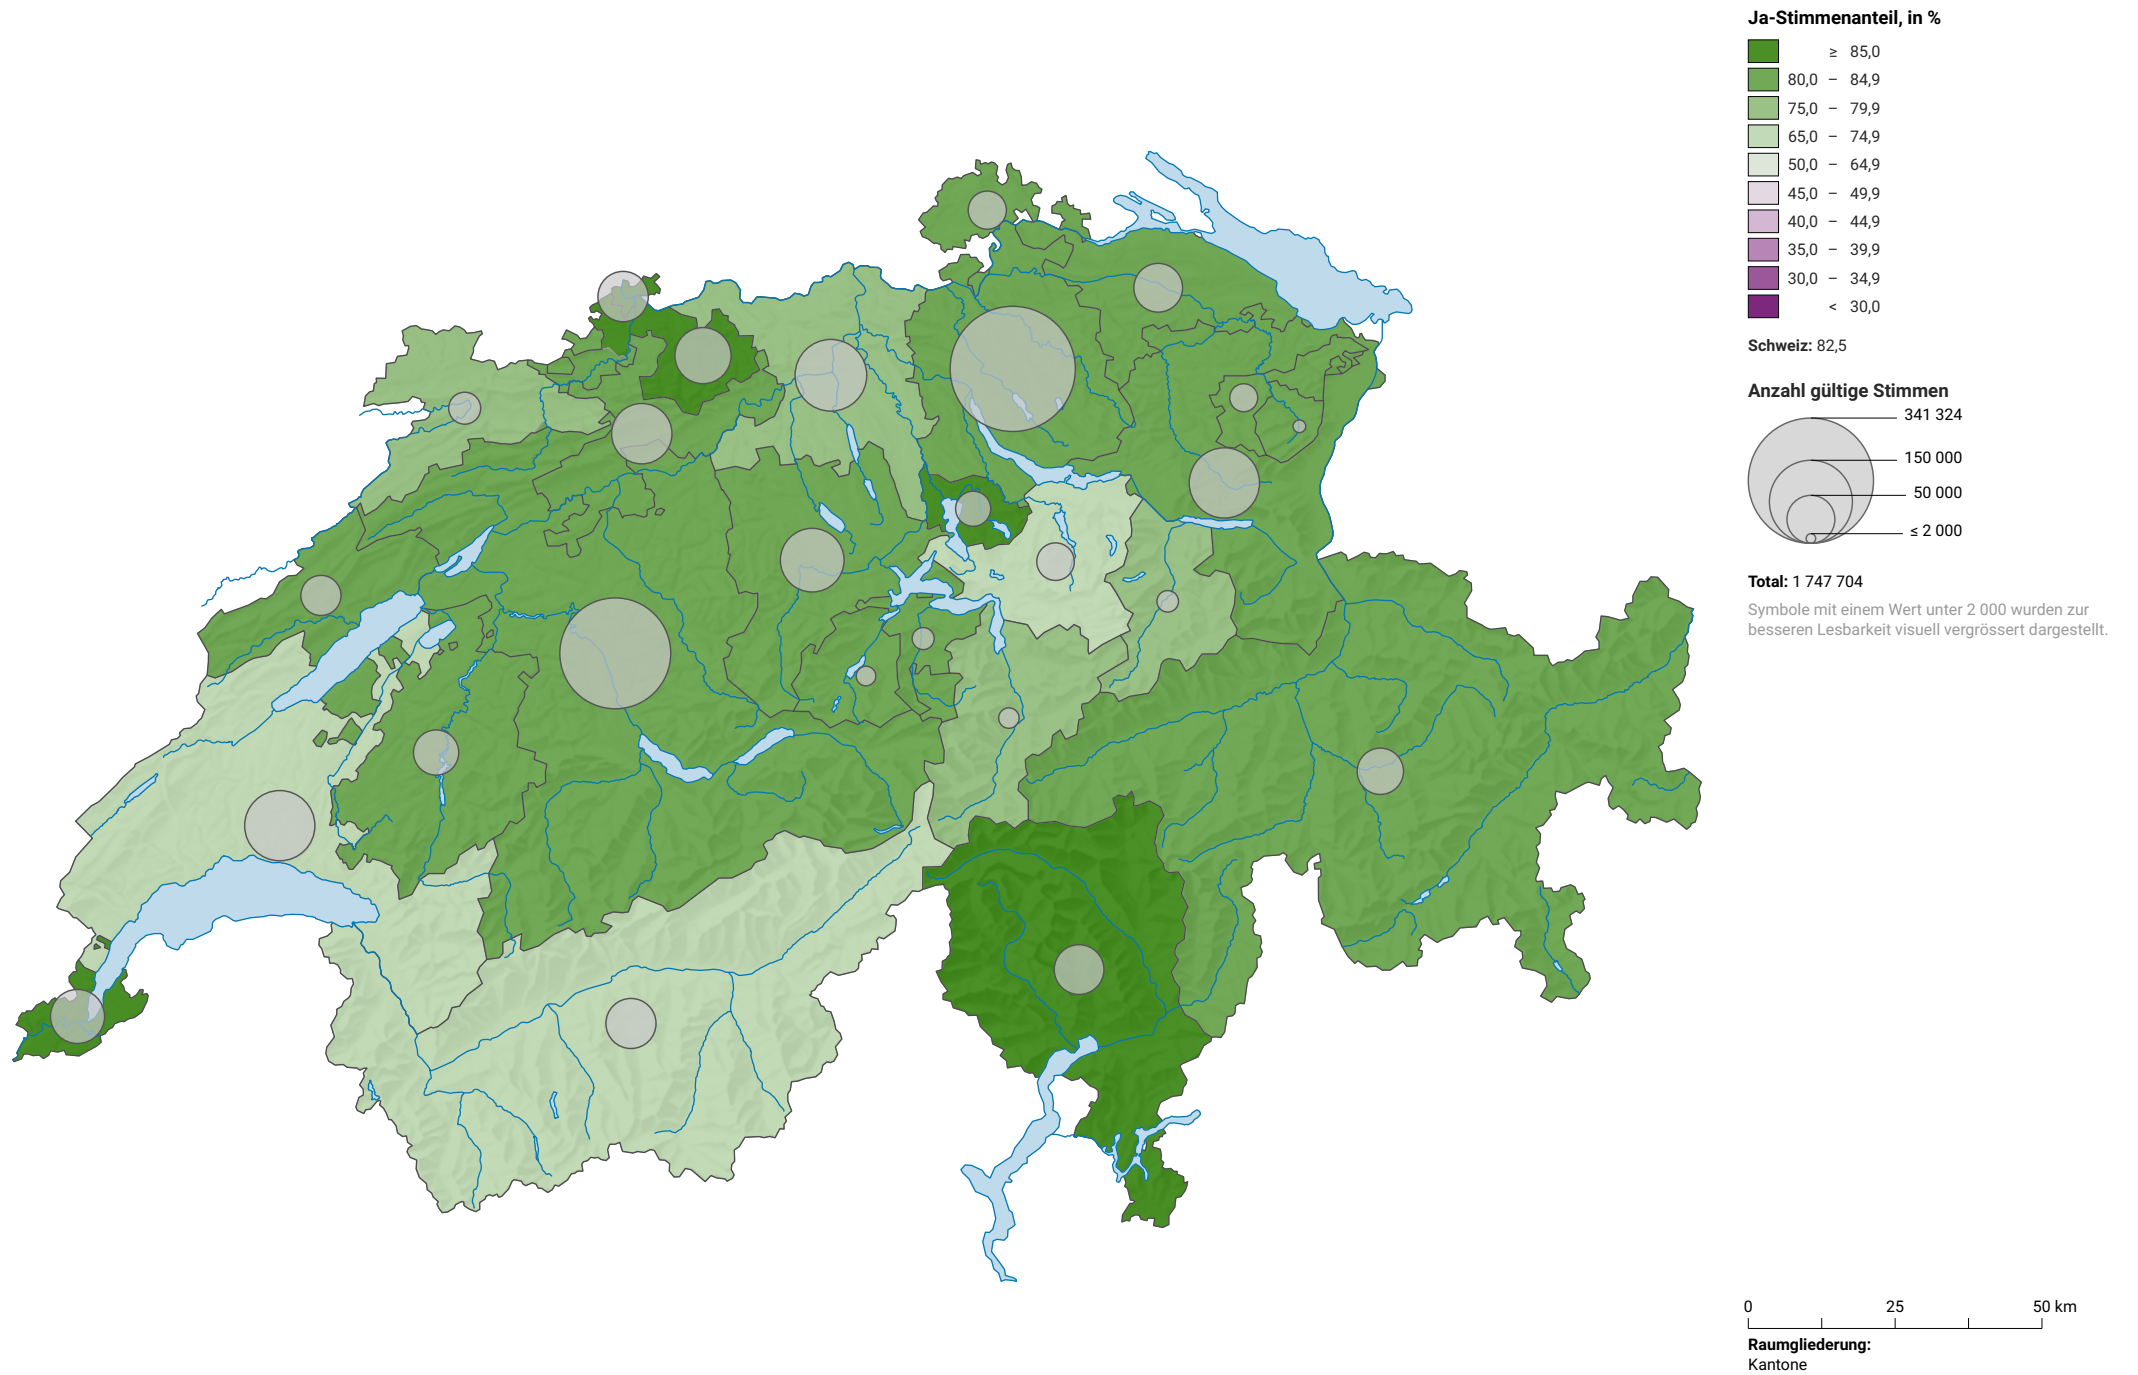 Ja-Stimmenanteil, in %
≥ 85,0
80,0 – 84,9
75,0 – 79,9
65,0 – 74,9
50,0 – 64,9
45,0 – 49,9
40,0 – 44,9
35,0 – 39,9
30,0 – 34,9
< 30,0
Schweiz: 82,5
Anzahl gültige Stimmen
341 324
150 000
50 000
≤ 2 000
Total: 1 747 704
Symbole mit einem Wert unter 2 000 wurden zur
besseren Lesbarkeit visuell vergrössert dargestellt.
0 25 50 km
Raumgliederung:
Kantone